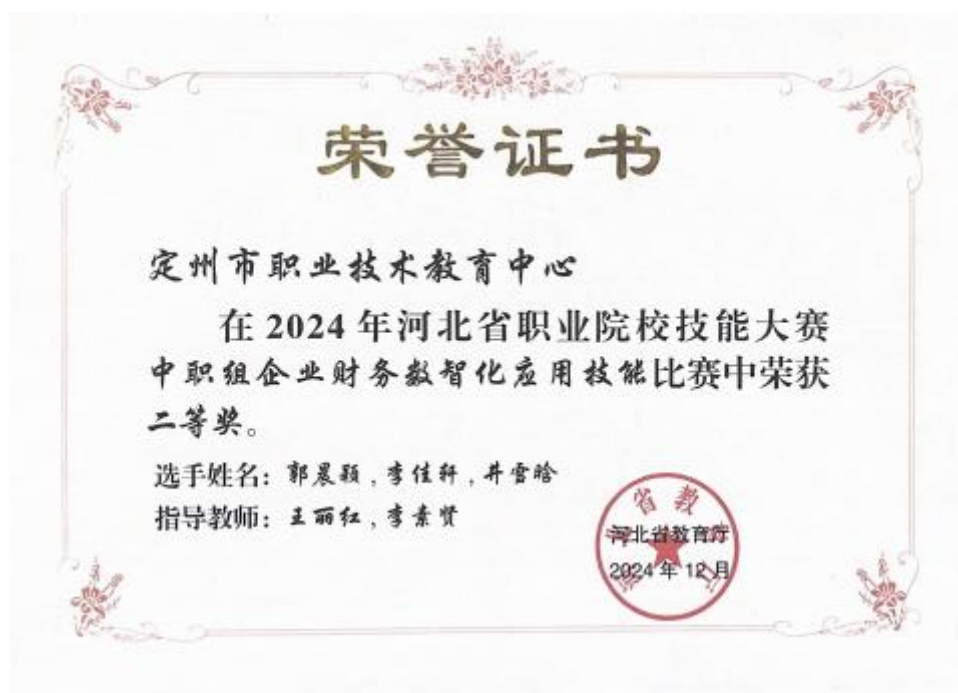 荣誉证书
定州市职业技术教育中心
在2024年河北省职业院校技能大赛
中职组企业财务数智化应用技能比赛中荣获
二等奖。
选手姓名：郭晨颖,李佳轩,井雪晗
指导教师：王丽红,李素贤
河北省教育厅
2024年12月